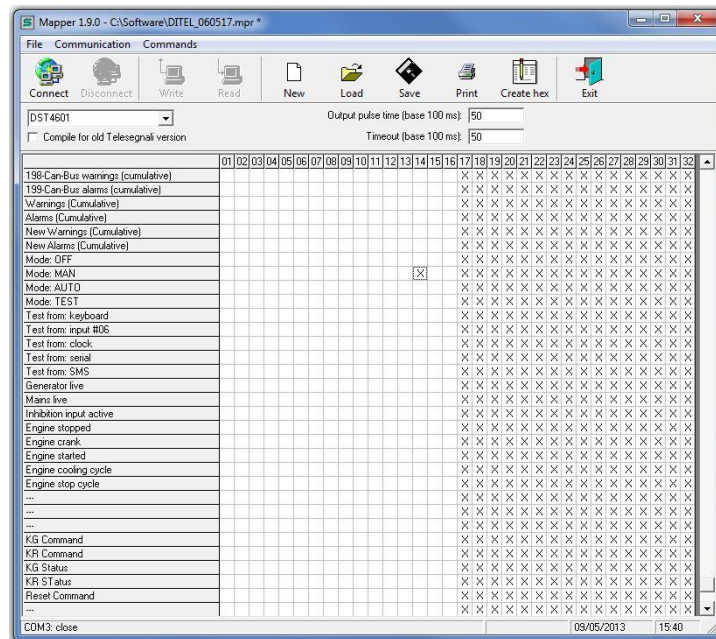 Mapper 1.9.0 - C:\Software\DITEL_060517.mpr *
File Communication Commands
Connect Disconnect Write Read New Load Save Print Create hex Exit
DST4601 Output pulse time (base 100 ms): 50
Compile for old Telesegnali version Timeout (base 100 ms): 50
01 02 03 04 05 06 07 08 09 10 11 12 13 14 15 16 17 18 19 20 21 22 23 24 25 26 27 28 29 30 31 32
198-Can-Bus warnings (cumulative) X X X X X X X X X X X X X X X X
199-Can-Bus alarms (cumulative) X X X X X X X X X X X X X X X X
Warnings (Cumulative) X X X X X X X X X X X X X X X X
Alarms (Cumulative) X X X X X X X X X X X X X X X X
New Warnings (Cumulative) X X X X X X X X X X X X X X X X
New Alarms (Cumulative) X X X X X X X X X X X X X X X X
Mode: OFF X X X X X X X X X X X X X X X X
Mode: MAN X X X X X X X X X X X X X X X X X
Mode: AUTO X X X X X X X X X X X X X X X X
Mode: TEST X X X X X X X X X X X X X X X X
Test from: keyboard X X X X X X X X X X X X X X X X
Test from: input #06 X X X X X X X X X X X X X X X X
Test from: clock X X X X X X X X X X X X X X X X
Test from: serial X X X X X X X X X X X X X X X X
Test from: SMS X X X X X X X X X X X X X X X X
Generator live X X X X X X X X X X X X X X X X
Mains live X X X X X X X X X X X X X X X X
Inhibition input active X X X X X X X X X X X X X X X X
Engine stopped X X X X X X X X X X X X X X X X
Engine crank X X X X X X X X X X X X X X X X
Engine started X X X X X X X X X X X X X X X X
Engine cooling cycle X X X X X X X X X X X X X X X X
Engine stop cycle X X X X X X X X X X X X X X X X
--- X X X X X X X X X X X X X X X X
--- X X X X X X X X X X X X X X X X
--- X X X X X X X X X X X X X X X X
KG Command X X X X X X X X X X X X X X X X
KR Command X X X X X X X X X X X X X X X X
KG Status X X X X X X X X X X X X X X X X
KR STatus X X X X X X X X X X X X X X X X
Reset Command X X X X X X X X X X X X X X X X
--- X X X X X X X X X X X X X X X X
COM3: close 09/05/2013 15:40